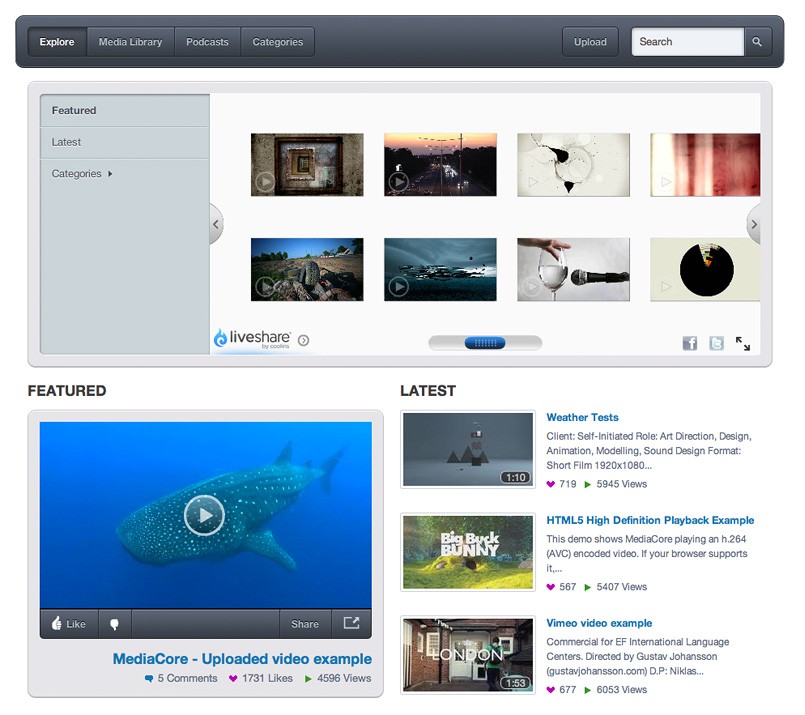 Explore
Media Library
Podcasts
Categories
Upload
Search
Featured
Latest
Categories
liveshare
by cooliris
FEATURED
LATEST
Like
Share
MediaCore - Uploaded video example
5 Comments
1731 Likes
4596 Views
1:10
Weather Tests
Client: Self-Initiated Role: Art Direction, Design,
Animation, Modelling, Sound Design Format:
Short Film 1920x1080...
719
5945 Views
Big Buck
BUNNY
HTML5 High Definition Playback Example
This demo shows MediaCore playing an h.264
(AVC) encoded video. If your browser supports
it,...
567
5407 Views
LONDON
1:53
Vimeo video example
Commercial for EF International Language
Centers. Directed by Gustav Johansson
(gustavjohansson.com) D.P: Niklas...
677
6053 Views